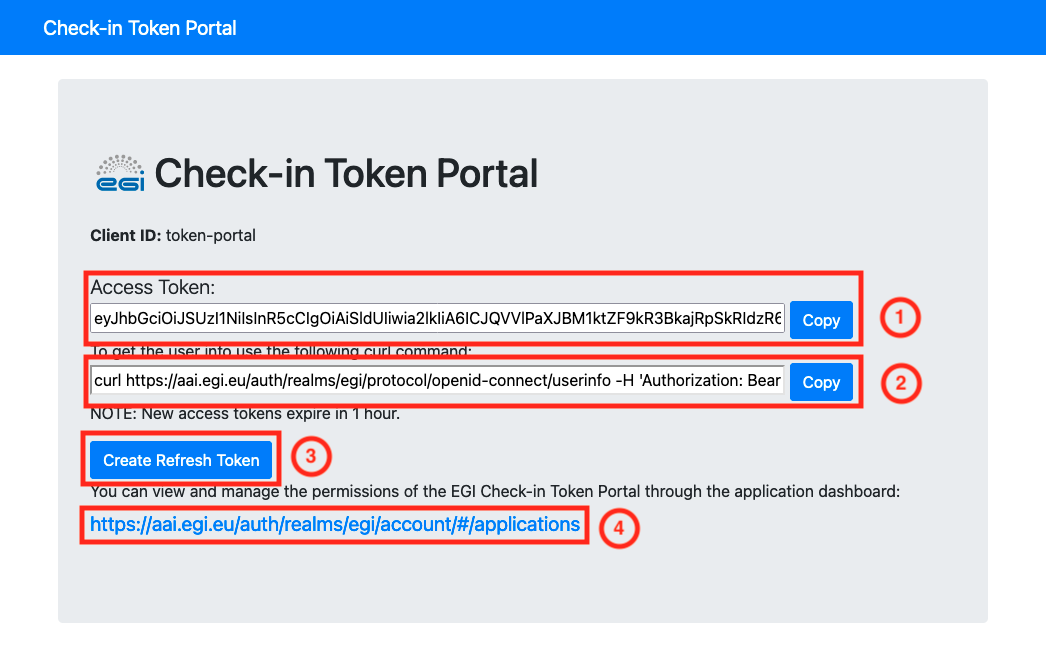 Check-in Token Portal
egi Check-in Token Portal
Client ID: token-portal
Access Token:
Copy
1
To get the user info use the following curl command:
curl https://aai.egi.eu/auth/realms/egi/protocol/openid-connect/userinfo -H 'Authorization: Bear
Copy
2
NOTE: New access tokens expire in 1 hour.
Create Refresh Token
3
You can view and manage the permissions of the EGI Check-in Token Portal through the application dashboard:
https://aai.egi.eu/auth/realms/egi/account/#/applications
4